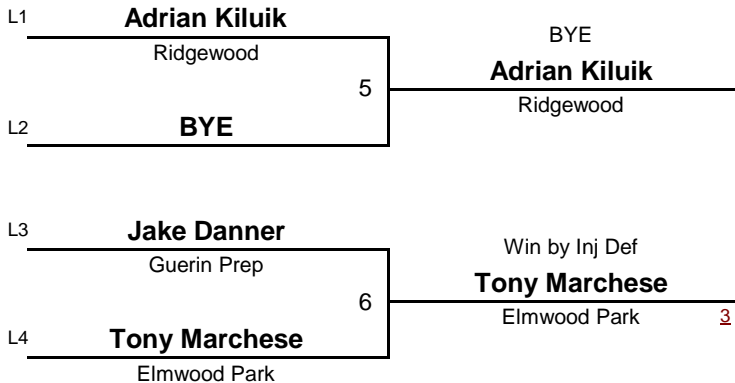 L1 Adrian Kiluik
Ridgewood
5
L2 BYE
BYE
Adrian Kiluik
Ridgewood
L3 Jake Danner
Guerin Prep
6
L4 Tony Marchese
Elmwood Park
Win by Inj Def
Tony Marchese
Elmwood Park 3